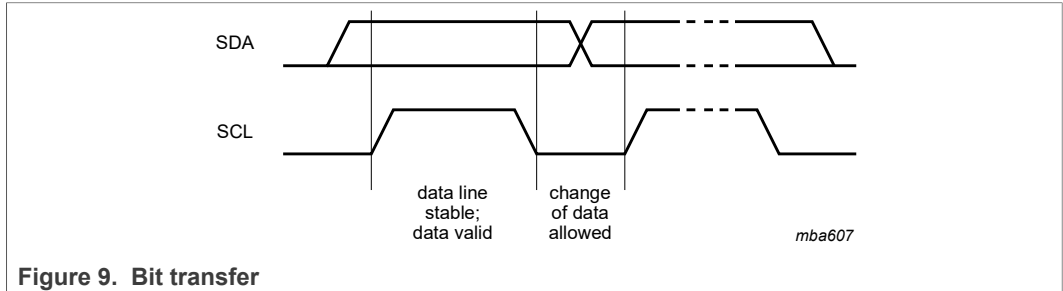 SDA
SCL
data line
stable;
data valid
change
of data
allowed
mba607
Figure 9. Bit transfer